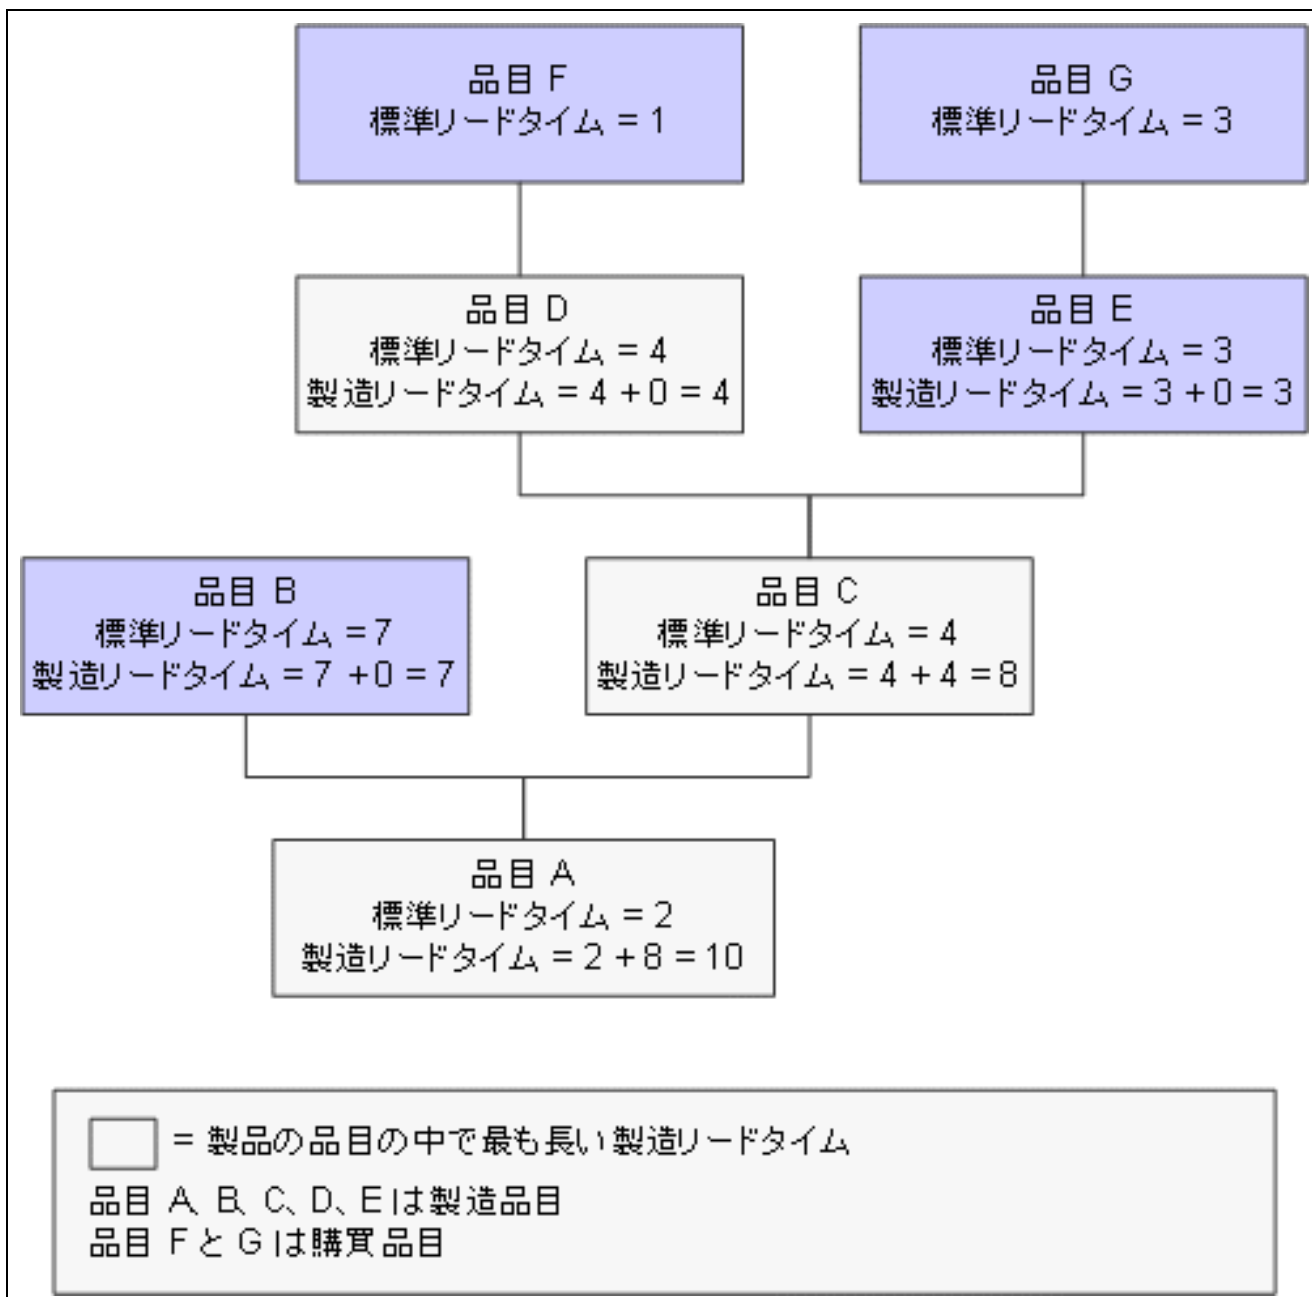 品目 F
標準リードタイム = 1
品目 G
標準リードタイム = 3
品目 D
標準リードタイム = 4
製造リードタイム = 4 + 0 = 4
品目 E
標準リードタイム = 3
製造リードタイム = 3 + 0 = 3
品目 B
標準リードタイム = 7
製造リードタイム = 7 +0 = 7
品目 C
標準リードタイム = 4
製造リードタイム = 4 + 4 = 8
品目 A
標準リードタイム = 2
製造リードタイム = 2 + 8 = 10
= 製品の品目の中で最も長い製造リードタイム
品目 A、B、C、D、E は製造品目
品目 F と G は購買品目